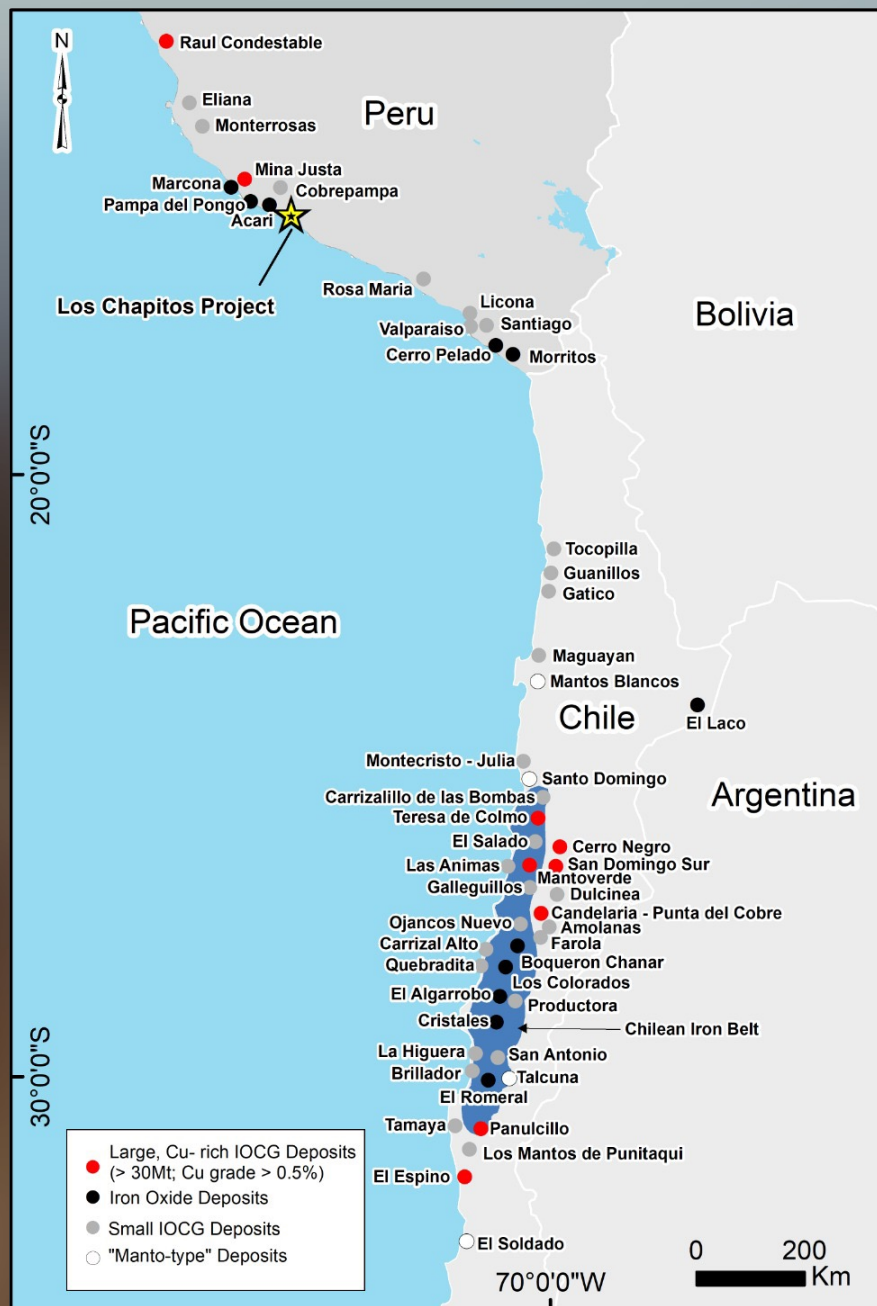 N
Raul Condestable
Eliana
Monterrosas
Peru
Mina Justa
Marcona
Cobrepampa
Pampa del Pongo
Acari
Los Chapitos Project
Rosa Maria
Licona
Valparaiso
Santiago
Cerro Pelado
Morritos
Bolivia
20°0'0"S
Tocopilla
Guanillos
Gatico
Pacific Ocean
Maguayan
Mantos Blancos
Chile
El Laco
Montecristo - Julia
Santo Domingo
Carrizalillo de las Bombas
Argentina
Teresa de Colmo
El Salado
Cerro Negro
Las Animas
San Domingo Sur
Mantoverde
Galleguillos
Dulcinea
Candelaria - Punta del Cobre
Ojancos Nuevo
Amolanas
Farola
Carrizal Alto
Boqueron Chanar
Quebradita
Los Colorados
El Algarrobo
Productora
Cristales
Chilean Iron Belt
La Higuera
San Antonio
Brillador
Talcuna
30°0'0"S
El Romeral
Tamaya
Panulcillo
Los Mantos de Punitaqui
El Espino
El Soldado
Large, Cu- rich IOCG Deposits
(> 30Mt; Cu grade > 0.5%)
Iron Oxide Deposits
Small IOCG Deposits
"Manto-type" Deposits
0 200
Km
70°0'0"W